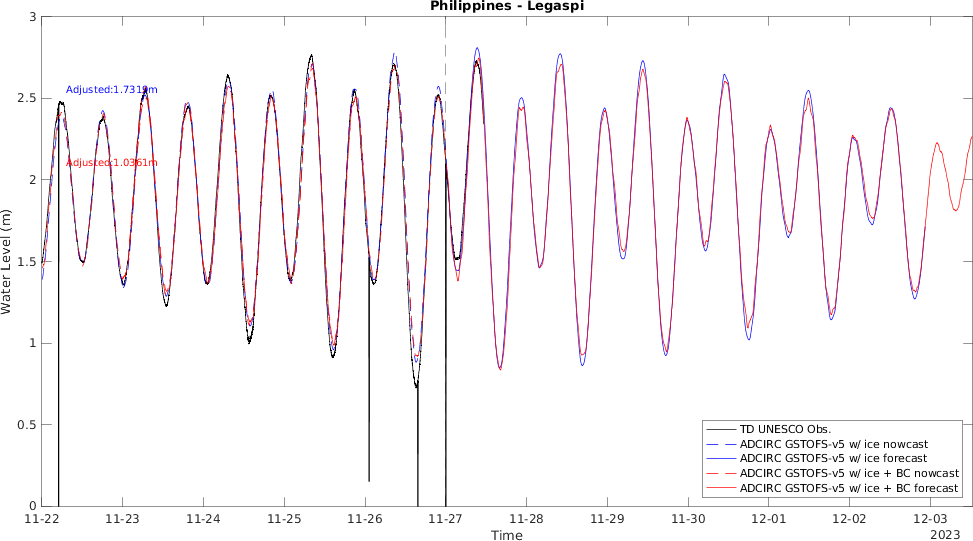 Philippines - Legaspi
3
2.5
2
1.5
1
0.5
0
Water Level (m)
Adjusted:1.7319m
Adjusted:1.0361m
TD UNESCO Obs.
ADCIRC GSTOFS-v5 w/ ice nowcast
ADCIRC GSTOFS-v5 w/ ice forecast
ADCIRC GSTOFS-v5 w/ ice + BC nowcast
ADCIRC GSTOFS-v5 w/ ice + BC forecast
11-22 11-23 11-24 11-25 11-26 11-27 11-28 11-29 11-30 12-01 12-02 12-03
Time
2023